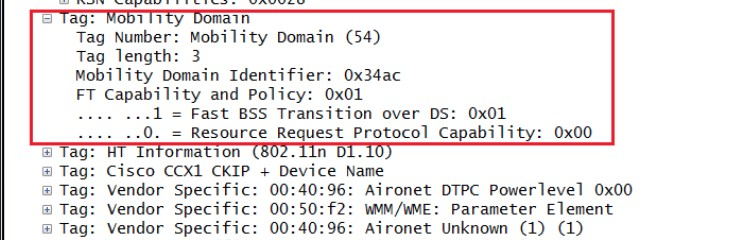 RSN Capabilities: 0x0028
Tag: Mobility Domain
Tag Number: Mobility Domain (54)
Tag length: 3
Mobility Domain Identifier: 0x34ac
FT Capability and Policy: 0x01
.... ...1 = Fast BSS Transition over DS: 0x01
.... ..0. = Resource Request Protocol Capability: 0x00
Tag: HT Information (802.11n D1.10)
Tag: Cisco CCX1 CKIP + Device Name
Tag: Vendor Specific: 00:40:96: Aironet DTPC Powerlevel 0x00
Tag: Vendor Specific: 00:50:f2: WMM/WME: Parameter Element
Tag: Vendor Specific: 00:40:96: Aironet Unknown (1) (1)